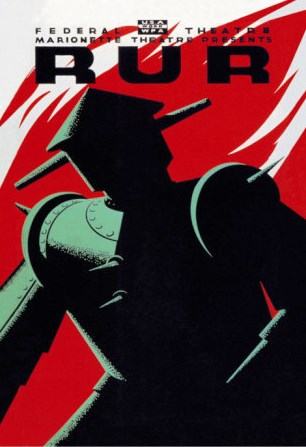 USA
WORK
WPA
FEDERAL THEATRE
MARIONETTE THEATRE PRESENTS
RUR